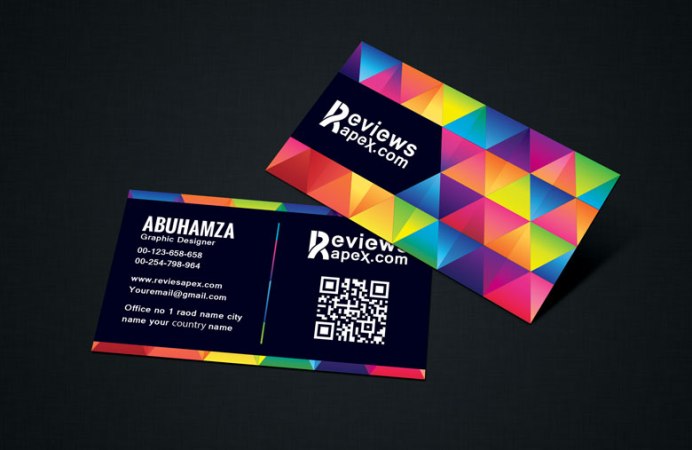 Reviews
apex.com
ABUHAMZA
Graphic Designer
00-123-658-658
00-254-798-964
www.reviesapex.com
Youremail@gmail.com
Office no 1 raod name city
name your country name
Reviews
apex.com